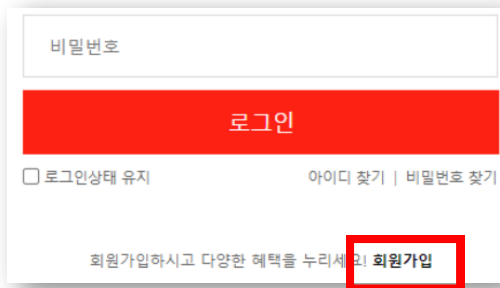 비밀번호
로그인
로그인상태 유지 아이디 찾기 | 비밀번호 찾기
회원가입하시고 다양한 혜택을 누리세요! 회원가입